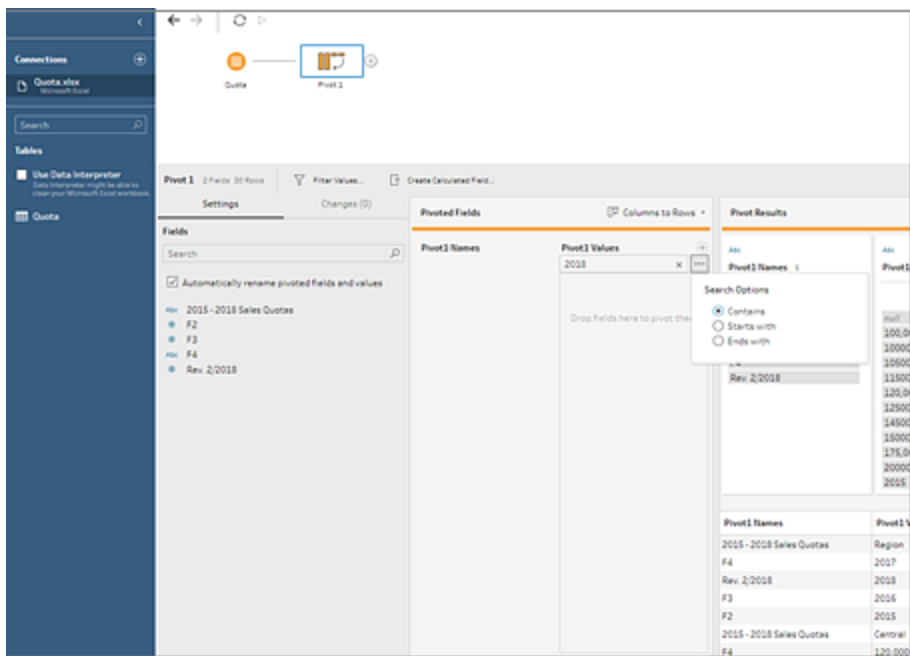 Connections
Quota.xlsx
Microsoft Excel
Search
Tables
Use Data Interpreter
Data Interpreter might be able to
clean your Microsoft Excel workbook.
Quota
Quota
Pivot 1
Pivot 1 2 Fields 30 Rows Filter Values... Create Calculated Field...
Settings Changes (0)
Fields
Search
Automatically rename pivoted fields and values
Abc 2015 - 2018 Sales Quotas
F2
F3
Abc F4
Rev. 2/2018
Pivoted Fields Columns to Rows
Pivot1 Names Pivot1 Values
2018
Drop fields here to pivot
Search Options
Contains
Starts with
Ends with
Pivot Results
Abc
Pivot1 Names
F4
Rev. 2/2018
Abc
Pivot1
null
100,00
10000
10500
11500
120,00
12500
14500
15000
175,00
20000
2015
Pivot1 Names Pivot1 V
2015 - 2018 Sales Quotas Region
F4 2017
Rev. 2/2018 2018
F3 2016
F2 2015
2015 - 2018 Sales Quotas Central
F4 120,000